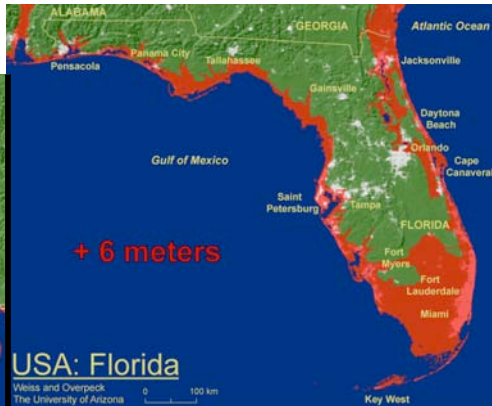 ALABAMA
GEORGIA
Atlantic Ocean
Pensacola
Panama City
Tallahassee
Jacksonville
Gainsville
Daytona
Beach
Orlando
Cape
Canaveral
Gulf of Mexico
Saint
Petersburg
Tampa
FLORIDA
+ 6 meters
Fort
Myers
Fort
Lauderdale
Miami
USA: Florida
Weiss and Overpeck
The University of Arizona
0 100 km
Key West